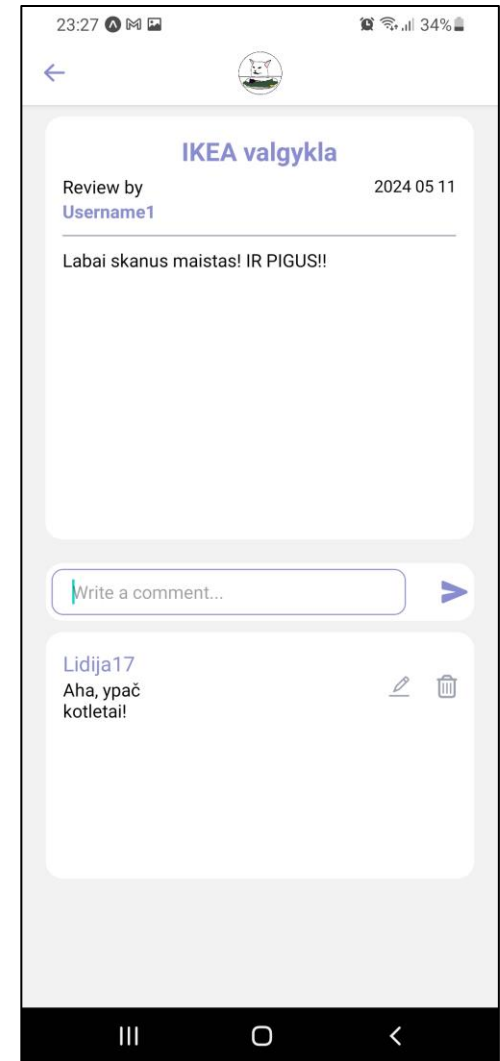 23:27 34%
IKEA valgykla
Review by 2024 05 11
Username1
Labai skanus maistas! IR PIGUS!!
Write a comment...
Lidija17
Aha, ypač
kotletai!